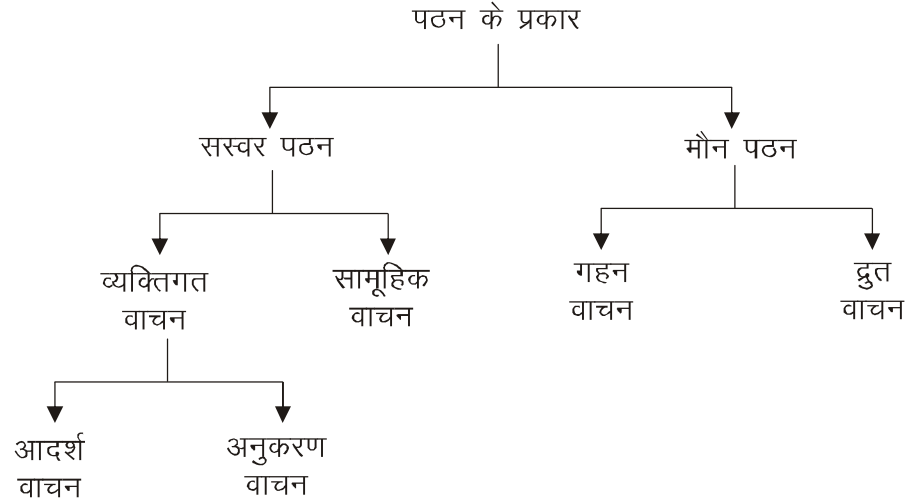 पठन के प्रकार
सस्वर पठन
मौन पठन
व्यक्तिगत
वाचन
सामूहिक
वाचन
गहन
वाचन
द्रुत
वाचन
आदर्श
वाचन
अनुकरण
वाचन